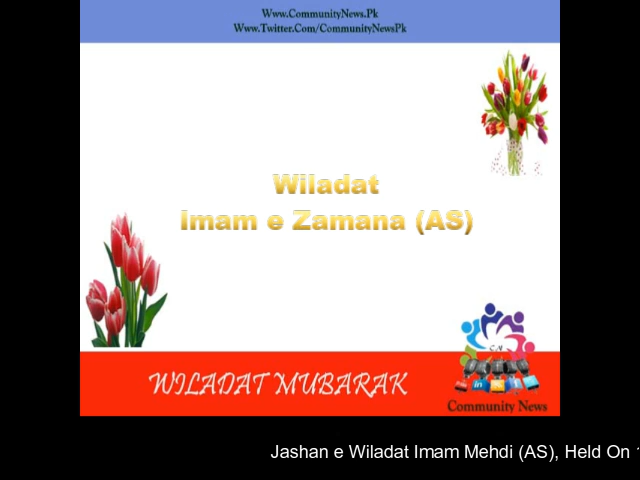 Www.CommunityNews.Pk
Www.Twitter.Com/CommunityNewsPk
Wiladat
Imam e Zamana (AS)
WILADAT MUBARAK
Community News
Jashan e Wiladat Imam Mehdi (AS), Held On